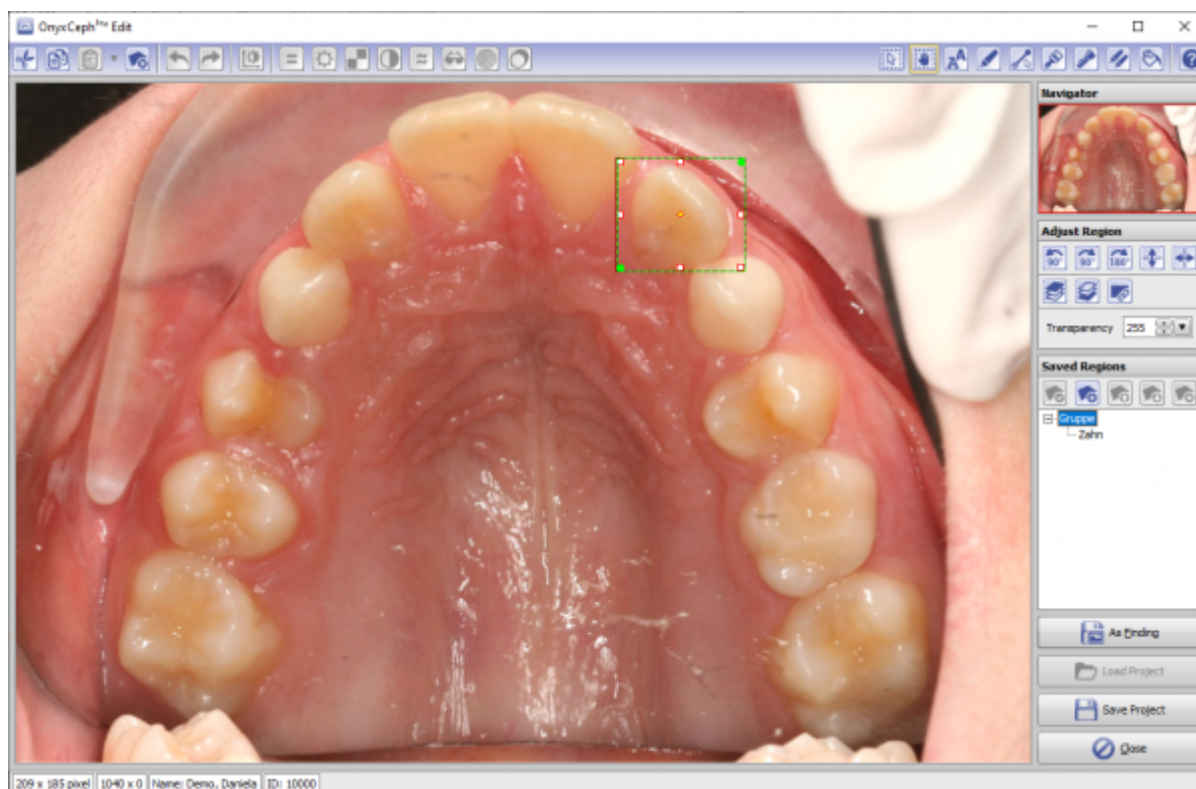 OnyxCeph³™ Edit
Navigator
Adjust Region
90° 90° 180°
Transparency 255
Saved Regions
Gruppe
Zahn
As Finding
Load Project
Save Project
Close
209 x 185 pixel 1040 x 0 Name: Demo, Daniela ID: 10000